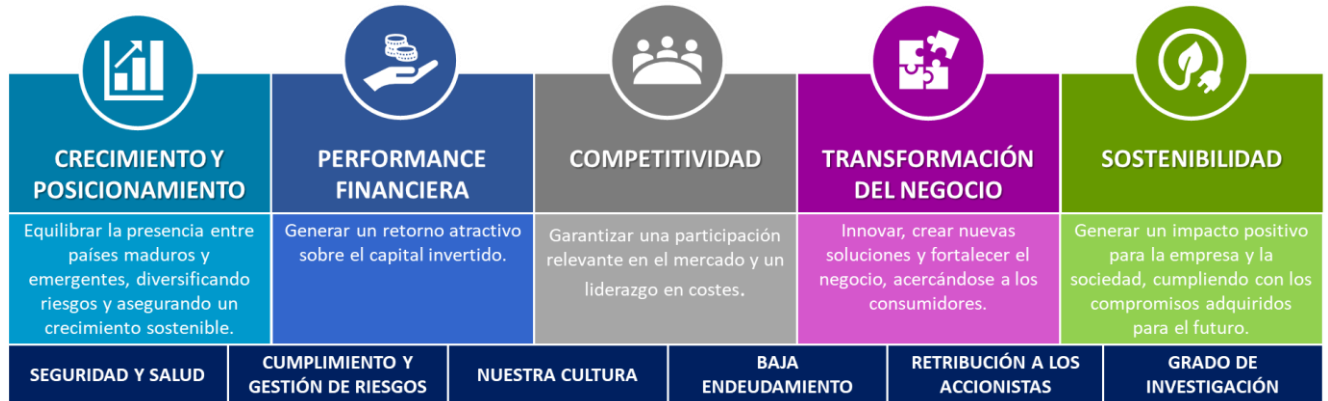 CRECIMIENTO Y
POSICIONAMIENTO
Equilibrar la presencia entre
países maduros y
emergentes, diversificando
riesgos y asegurando un
crecimiento sostenible.
PERFORMANCE
FINANCIERA
Generar un retorno atractivo
sobre el capital invertido.
COMPETITIVIDAD
Garantizar una participación
relevante en el mercado y un
liderazgo en costes.
TRANSFORMACIÓN
DEL NEGOCIO
Innovar, crear nuevas
soluciones y fortalecer el
negocio, acercándose a los
consumidores.
SOSTENIBILIDAD
Generar un impacto positivo
para la empresa y la
sociedad, cumpliendo con los
compromisos adquiridos
para el futuro.
SEGURIDAD Y SALUD
CUMPLIMIENTO Y
GESTIÓN DE RIESGOS
NUESTRA CULTURA
BAJA
ENDEUDAMIENTO
RETRIBUCIÓN A LOS
ACCIONISTAS
GRADO DE
INVESTIGACIÓN